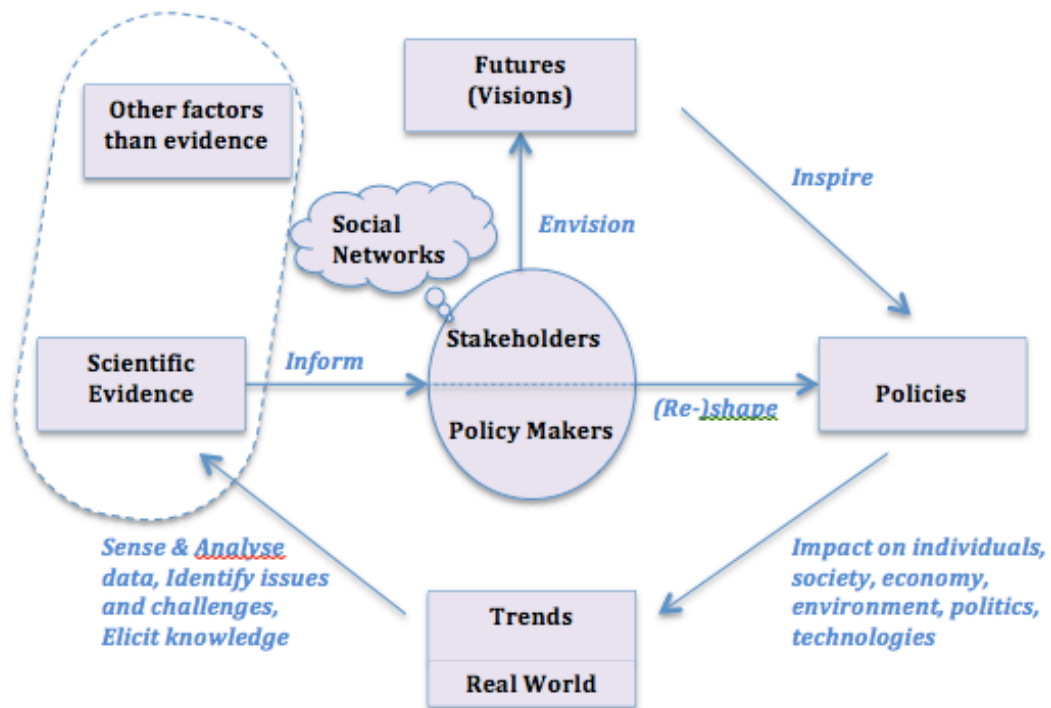 Futures
(Visions)
Other factors
than evidence
Inspire
Social
Networks
Envision
Stakeholders
Scientific
Evidence
Inform
(Re-)shape
Policies
Policy Makers
Sense & Analyse
data, Identify issues
and challenges,
Elicit knowledge
Impact on individuals,
society, economy,
environment, politics,
technologies
Trends
Real World